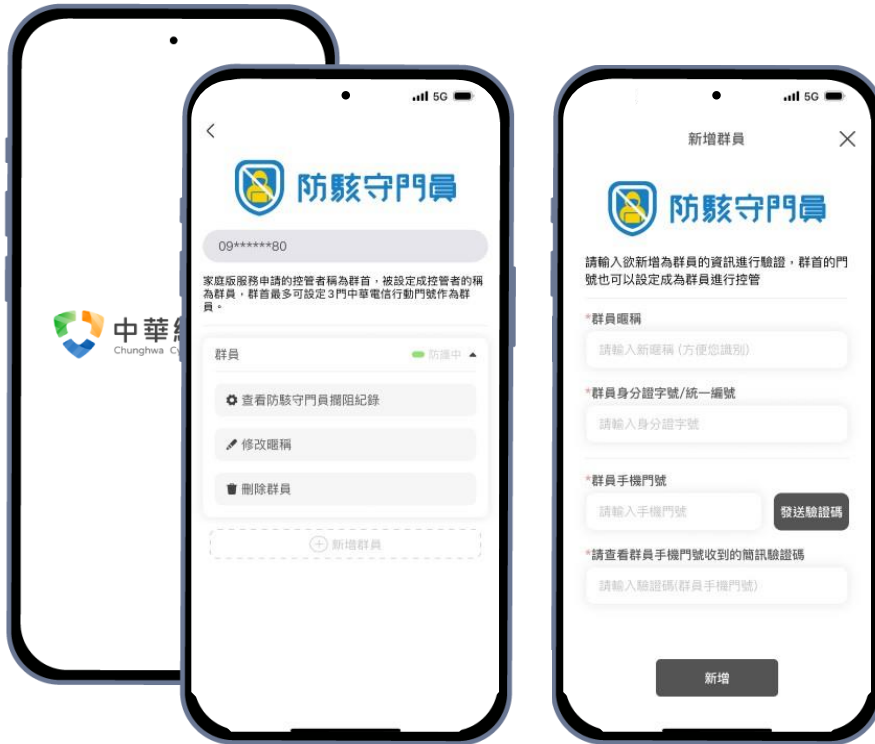 中華
Chunghwa Cy
5G
防駭守門員
09******80
家庭版服務申請的控管者稱為群首，被設定成控管者的稱
為群員，群首最多可設定3門中華電信行動門號作為群
員。
群員
防護中
查看防駭守門員攔阻紀錄
修改暱稱
刪除群員
新增群員
5G
新增群員
防駭守門員
請輸入欲新增為群員的資訊進行驗證，群首的門
號也可以設定成為群員進行控管
*群員暱稱
請輸入新暱稱 (方便您識別)
*群員身分證字號/統一編號
請輸入身分證字號
*群員手機門號
請輸入手機門號
發送驗證碼
*請查看群員手機門號收到的簡訊驗證碼
請輸入驗證碼(群員手機門號)
新增